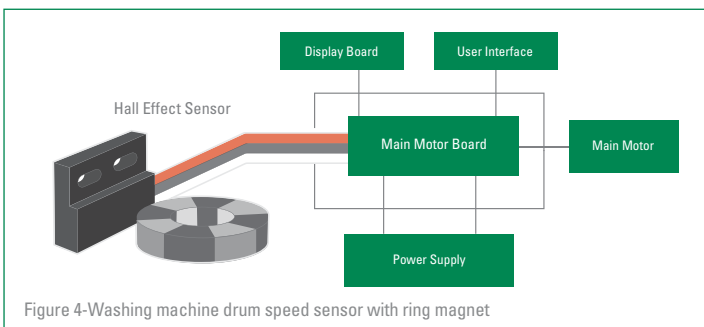 Display Board
User Interface
Hall Effect Sensor
Main Motor Board
Main Motor
Power Supply
Figure 4-Washing machine drum speed sensor with ring magnet